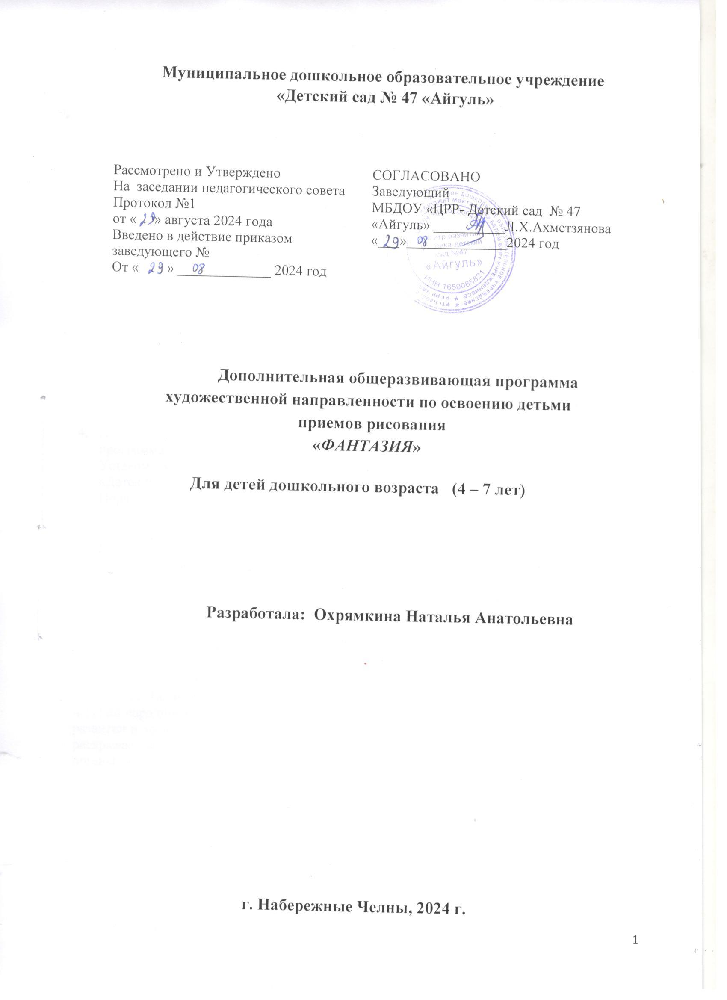 Муниципальное дошкольное образовательное учреждение
«Детский сад № 47 «Айгуль»
Рассмотрено и Утверждено
На заседании педагогического совета
Протокол №1
от « 29» августа 2024 года
Введено в действие приказом
заведующего №
От « 29 » 08 2024 год
СОГЛАСОВАНО
Заведующий
МБДОУ «ЦРР- Детский сад № 47
«Айгуль» Л.Х.Ахметзянова
« 29 » 08 2024 год
сад №47
«Айгуль»
ИНН 1650085821
Дополнительная общеразвивающая программа
художественной направленности по освоению детьми
приемов рисования
«ФАНТАЗИЯ»
Для детей дошкольного возраста (4 – 7 лет)
Разработала: Охрямкина Наталья Анатольевна
г. Набережные Челны, 2024 г.
1